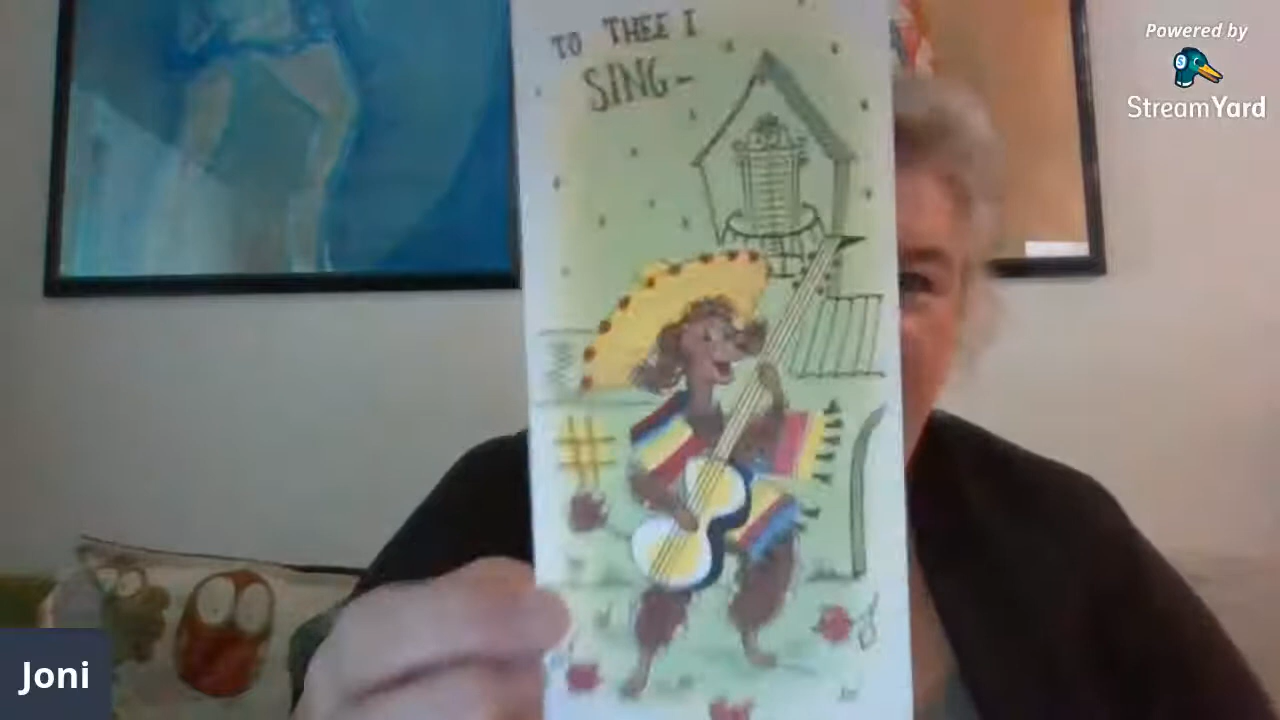 TO THEE I
SING-
Powered by
StreamYard
Joni